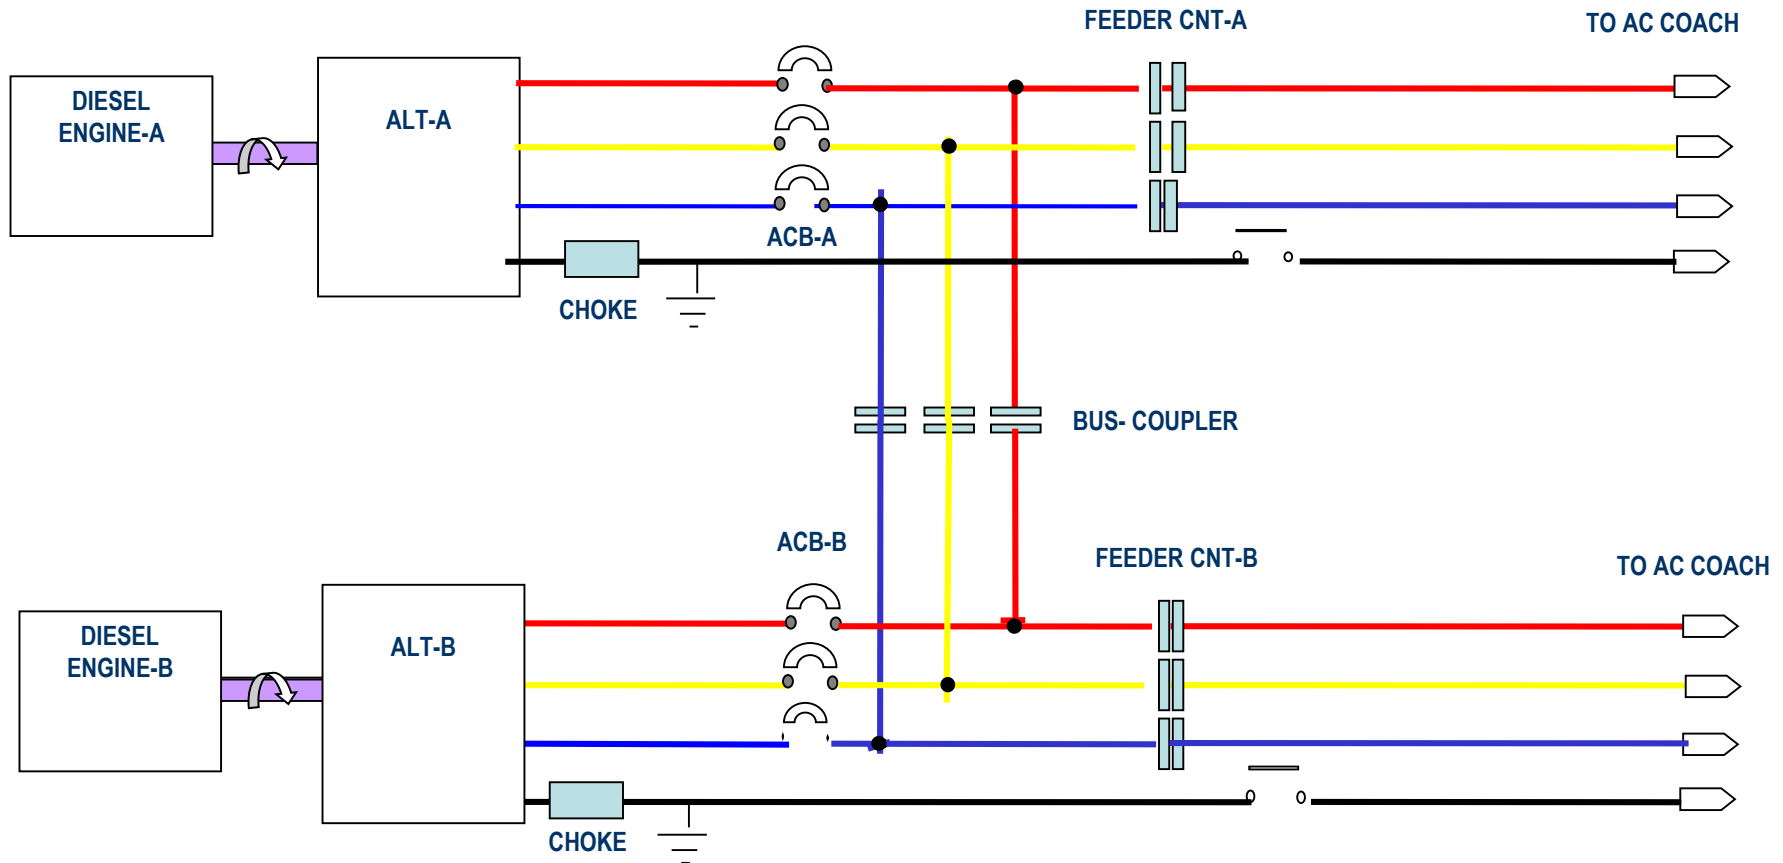 FEEDER CNT-A
TO AC COACH
DIESEL
ENGINE-A
ALT-A
ACB-A
CHOKE
BUS- COUPLER
ACB-B
FEEDER CNT-B
TO AC COACH
DIESEL
ENGINE-B
ALT-B
CHOKE